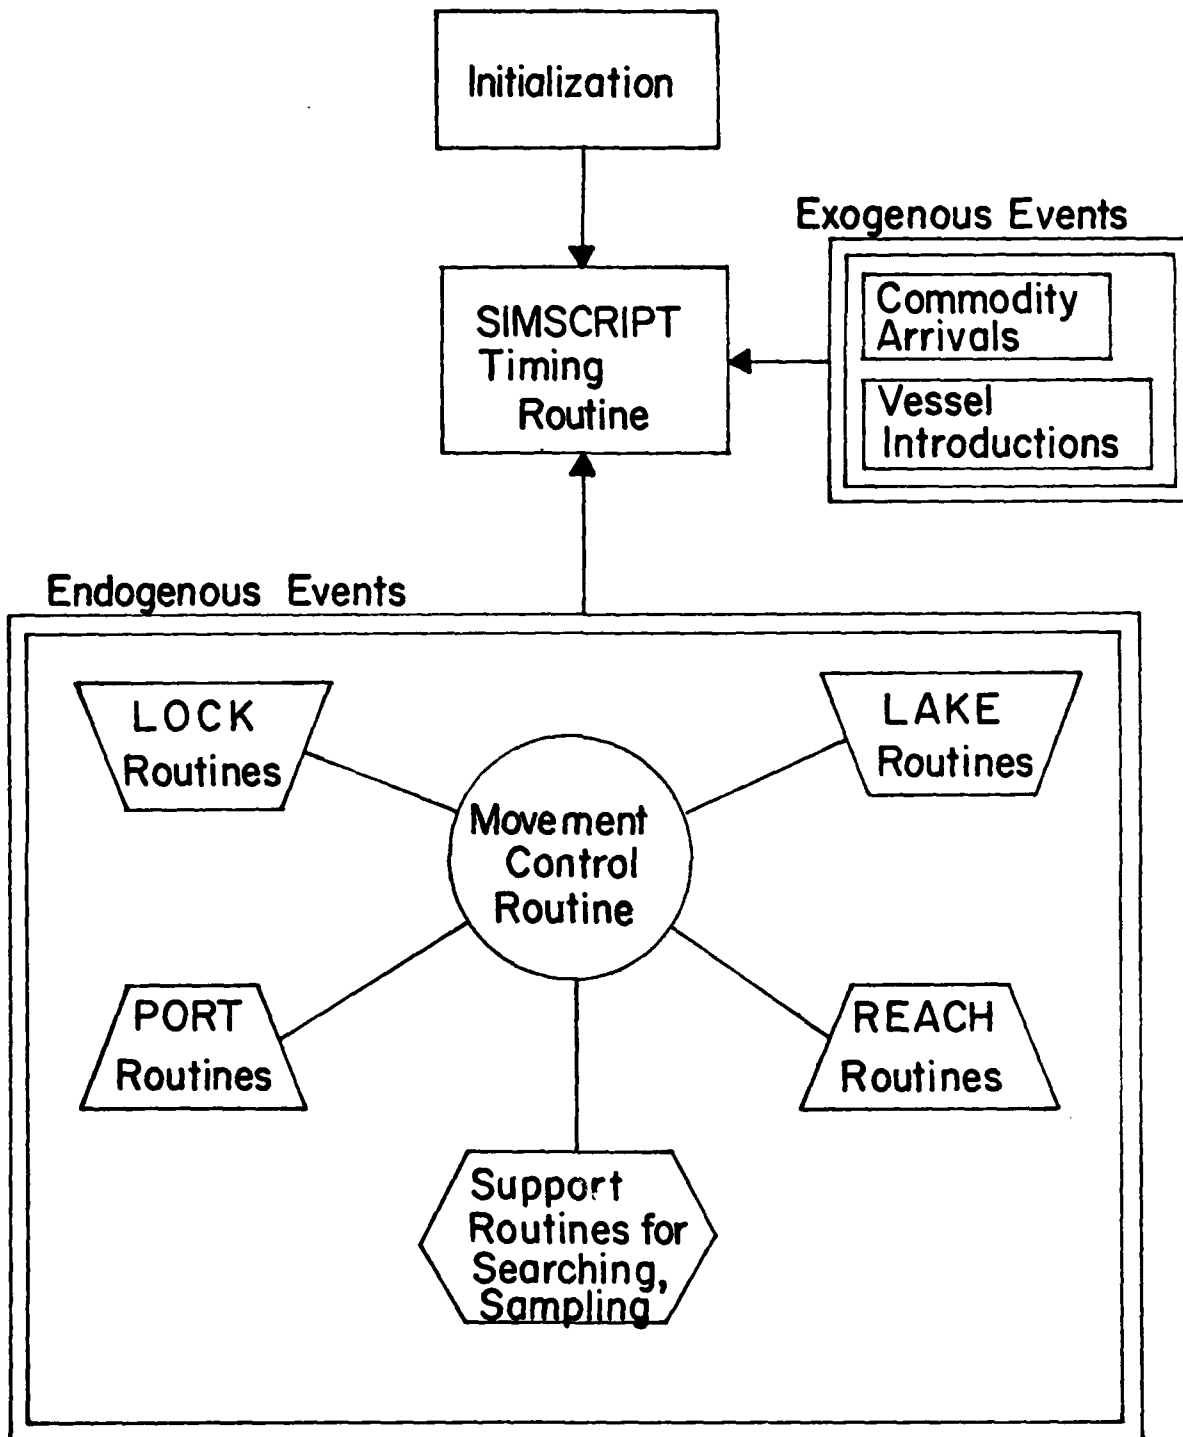 Initialization
Exogenous Events
SIMSCRIPT
Timing
Routine
Commodity
Arrivals
Vessel
Introductions
Endogenous Events
LOCK
Routines
LAKE
Routines
Movement
Control
Routine
PORT
Routines
REACH
Routines
Support
Routines for
Searching,
Sampling